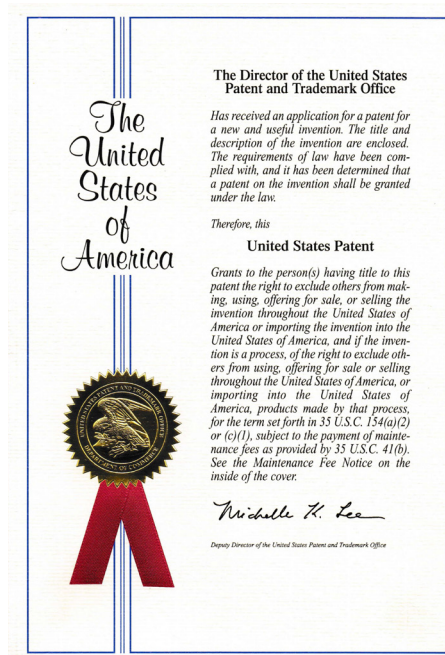 The
United
States
of
America
The Director of the United States
Patent and Trademark Office
Has received an application for a patent for
a new and useful invention. The title and
description of the invention are enclosed.
The requirements of law have been com-
plied with, and it has been determined that
a patent on the invention shall be granted
under the law.
Therefore, this
United States Patent
Grants to the person(s) having title to this
patent the right to exclude others from mak-
ing, using, offering for sale, or selling the
invention throughout the United States of
America or importing the invention into the
United States of America, and if the inven-
tion is a process, of the right to exclude oth-
ers from using, offering for sale or selling
throughout the United States of America, or
importing into the United States of
America, products made by that process,
for the term set forth in 35 U.S.C. 154(a)(2)
or (c)(1), subject to the payment of mainte-
nance fees as provided by 35 U.S.C. 41(b).
See the Maintenance Fee Notice on the
inside of the cover.
Michelle K. Lee
Deputy Director of the United States Patent and Trademark Office
UNITED STATES PATENT AND TRADEMARK OFFICE
DEPARTMENT OF COMMERCE